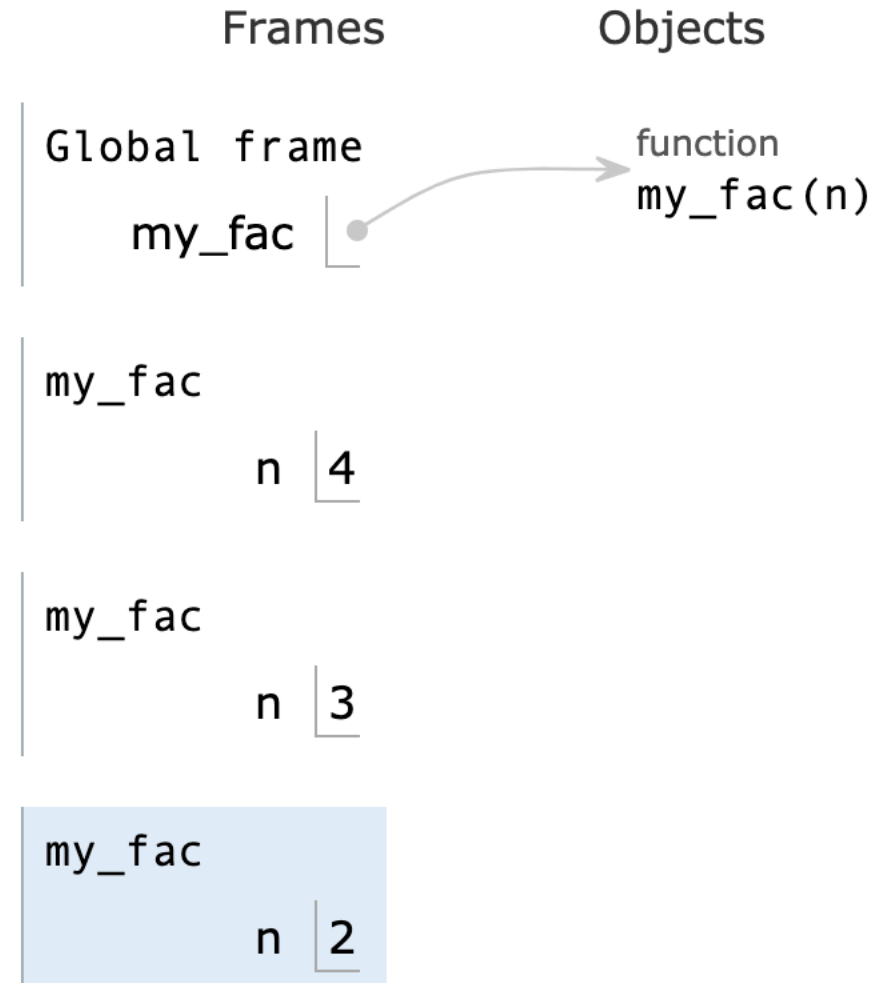 Frames Objects
Global frame
function
my_fac(n)
my_fac
my_fac
n 4
my_fac
n 3
my_fac
n 2